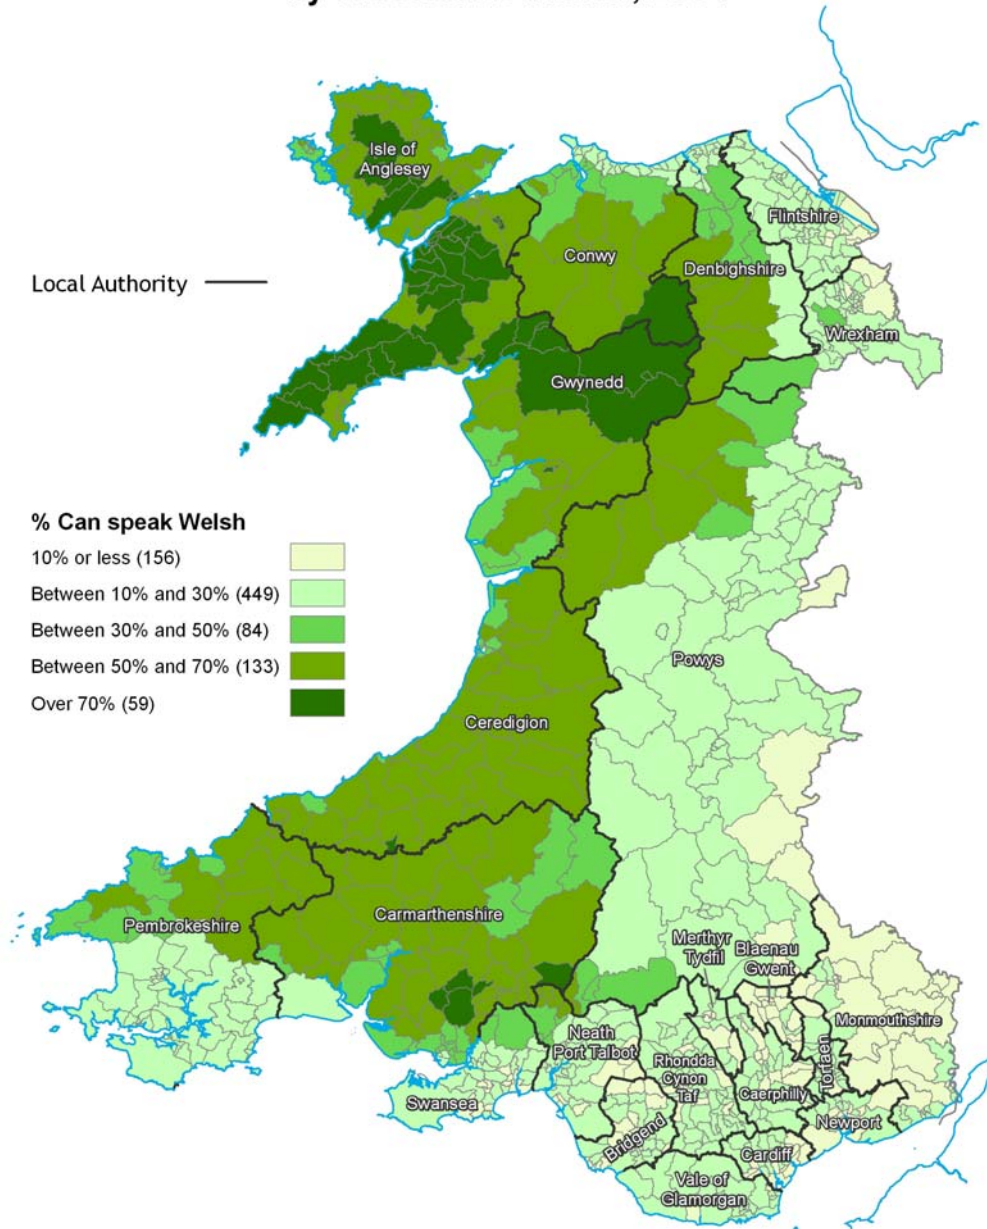 Isle of
Anglesey
Flintshire
Conwy
Denbighshire
Local Authority
Wrexham
Gwynedd
% Can speak Welsh
10% or less (156)
Between 10% and 30% (449)
Between 30% and 50% (84)
Between 50% and 70% (133)
Over 70% (59)
Powys
Ceredigion
Carmarthenshire
Pembrokeshire
Merthyr
Tydfil
Blaenau
Gwent
Monmouthshire
Neath
Port Talbot
Rhondda
Cynon
Taf
Torfaen
Caerphilly
Swansea
Bridgend
Newport
Cardiff
Vale of
Glamorgan